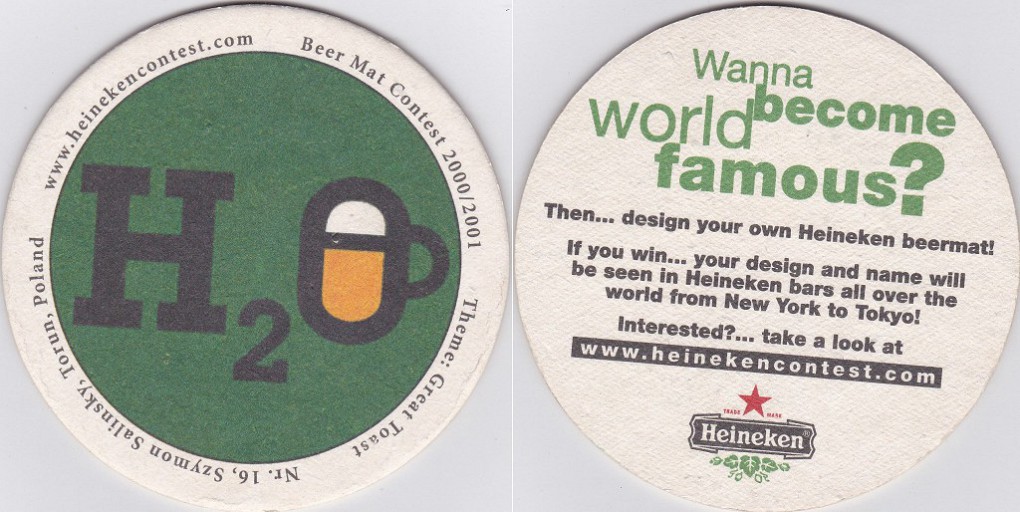 www.heinekencontest.com
Beer Mat Contest 2000/2001
Theme: Great Toast
Nr. 16, Szymon Salinsky, Torun, Poland
H2O
Wanna
become
world
famous?
Then... design your own Heineken beermat!
If you win... your design and name will
be seen in Heineken bars all over the
world from New York to Tokyo!
Interested?... take a look at
www.heinekencontest.com
TRADE MARK
Heineken®